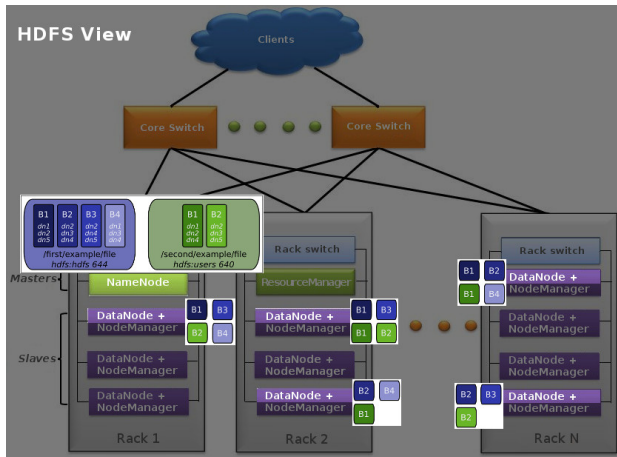 HDFS View
Clients
Core Switch
Core Switch
B1 B2 B3 B4
dn1 dn2 dn2 dn1
dn2 dn3 dn4 dn3
dn5 dn4 dn5 dn4
/first/example/file
hdfs:hdfs 644
B1 B2
dn2 dn1
dn3 dn2
dn4 dn5
/second/example/file
hdfs:users 640
Rack switch
Rack switch
Masters
NameNode
ResourceManager
B1 B2
B1 B4
DataNode +
NodeManager
Slaves
DataNode +
NodeManager
B1 B3
B2 B4
DataNode +
NodeManager
B1 B3
B1 B2
DataNode +
NodeManager
DataNode +
NodeManager
DataNode +
NodeManager
DataNode +
NodeManager
DataNode +
NodeManager
DataNode +
NodeManager
B2 B4
B1
B2 B3
B2
DataNode +
NodeManager
Rack 1
Rack 2
Rack N